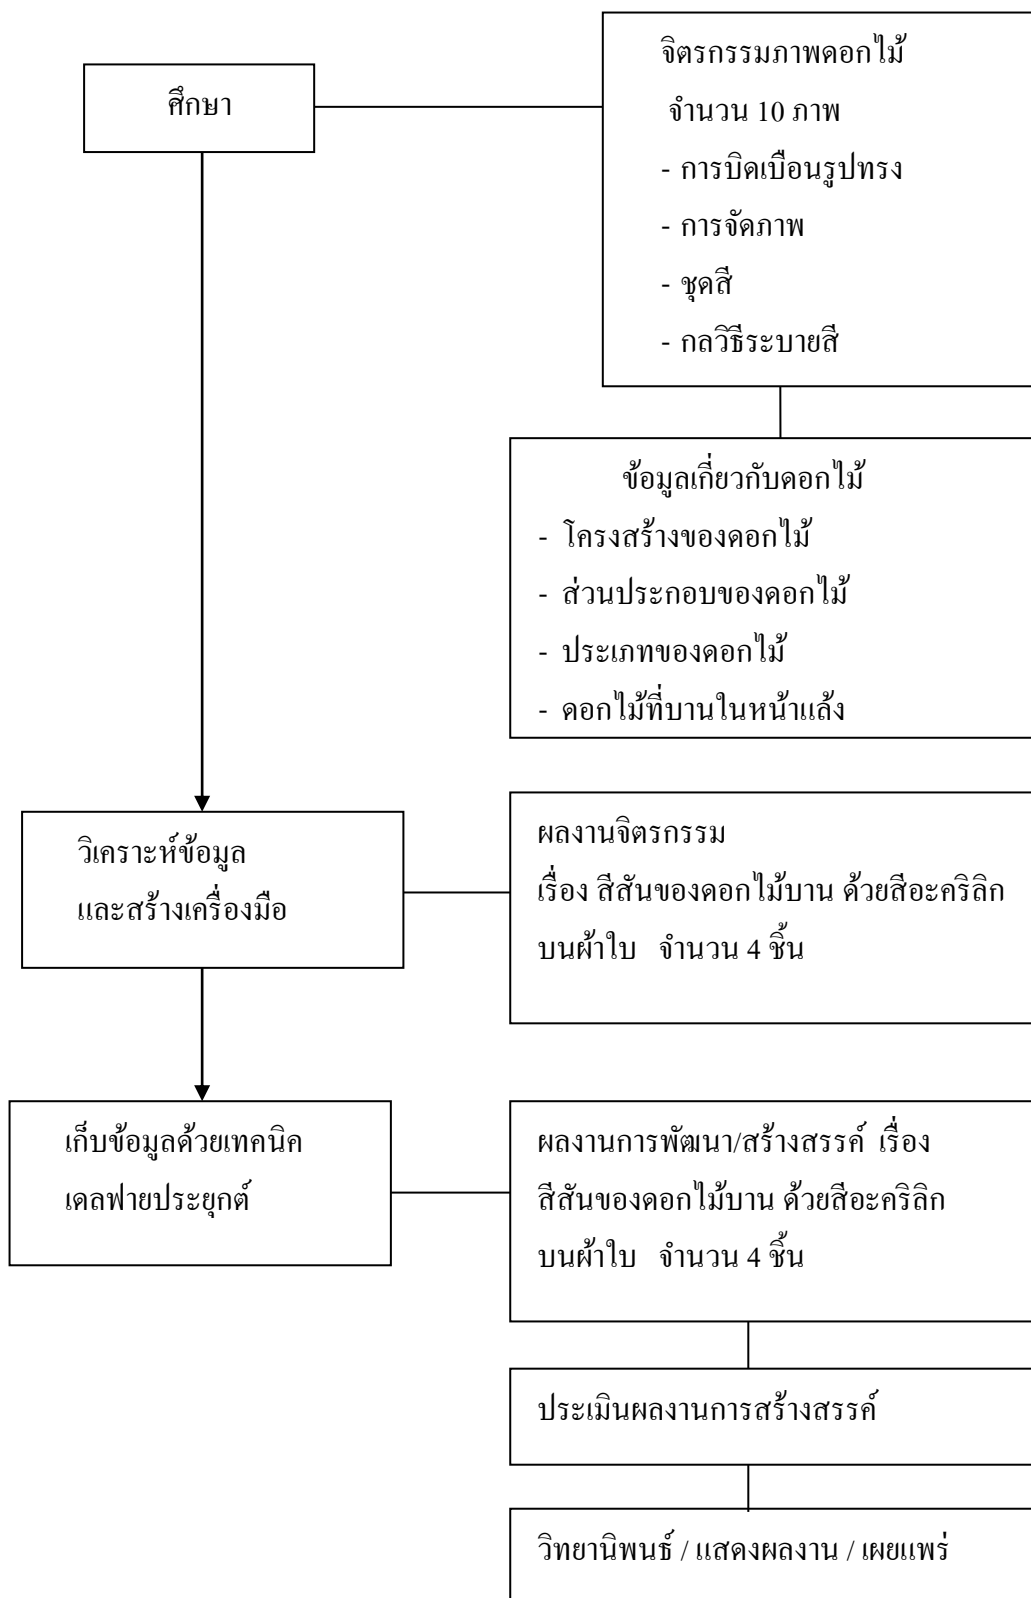 ศึกษา
จิตรกรรมภาพดอกไม้
จำนวน 10 ภาพ
- การบิดเบือนรูปทรง
- การจัดภาพ
- ชุดสี
- กลวิธีระบายสี
ข้อมูลเกี่ยวกับดอกไม้
- โครงสร้างของดอกไม้
- ส่วนประกอบของดอกไม้
- ประเภทของดอกไม้
- ดอกไม้ที่บานในหน้าแล้ง
วิเคราะห์ข้อมูล
และสร้างเครื่องมือ
ผลงานจิตรกรรม
เรื่อง สีสันของดอกไม้บาน ด้วยสีอะคริลิก
บนผ้าใบ จำนวน 4 ชิ้น
เก็บข้อมูลด้วยเทคนิค
เดลฟายประยุกต์
ผลงานการพัฒนา/สร้างสรรค์ เรื่อง
สีสันของดอกไม้บาน ด้วยสีอะคริลิก
บนผ้าใบ จำนวน 4 ชิ้น
ประเมินผลงานการสร้างสรรค์
วิทยานิพนธ์ / แสดงผลงาน / เผยแพร่